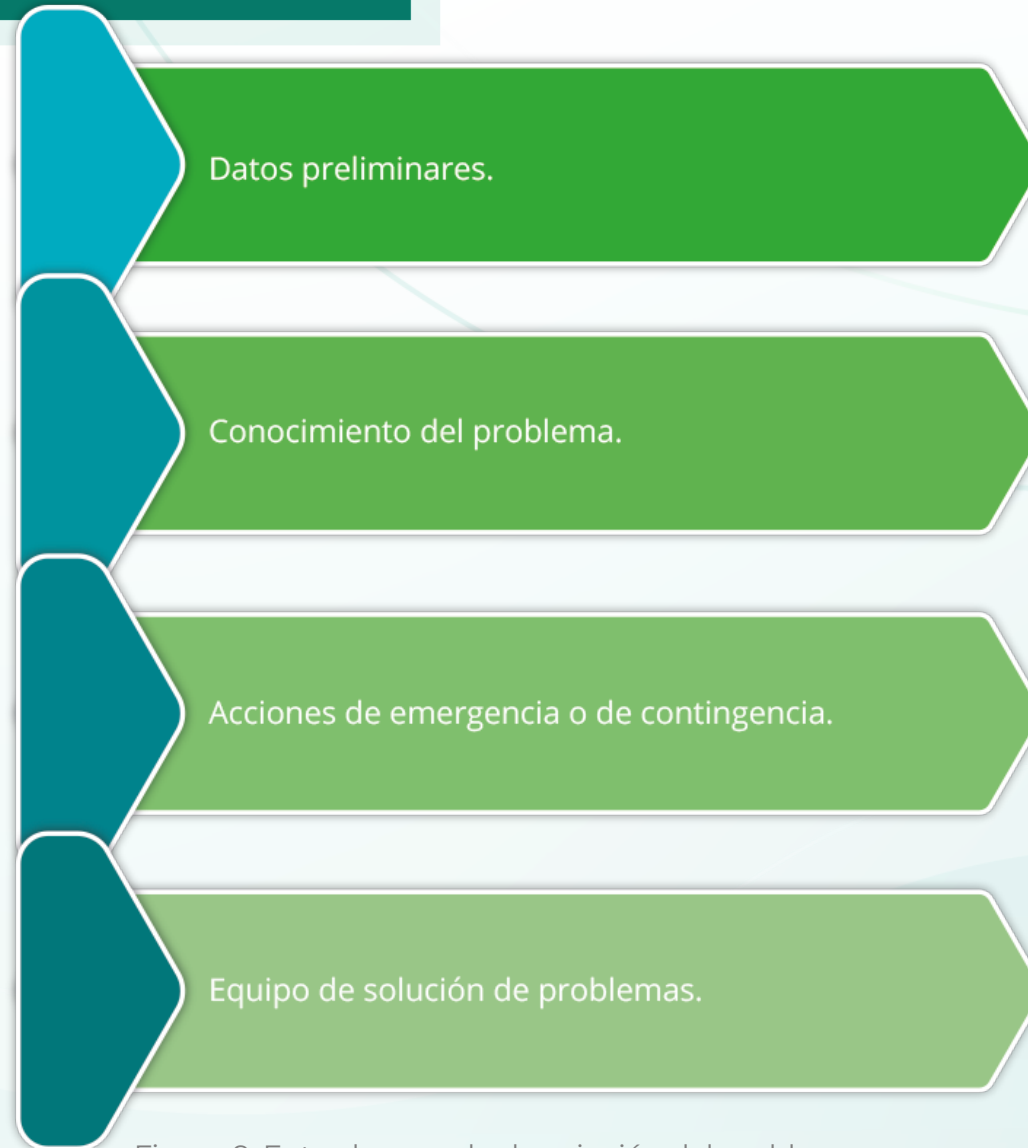 Datos preliminares.
Conocimiento del problema.
Acciones de emergencia o de contingencia.
Equipo de solución de problemas.